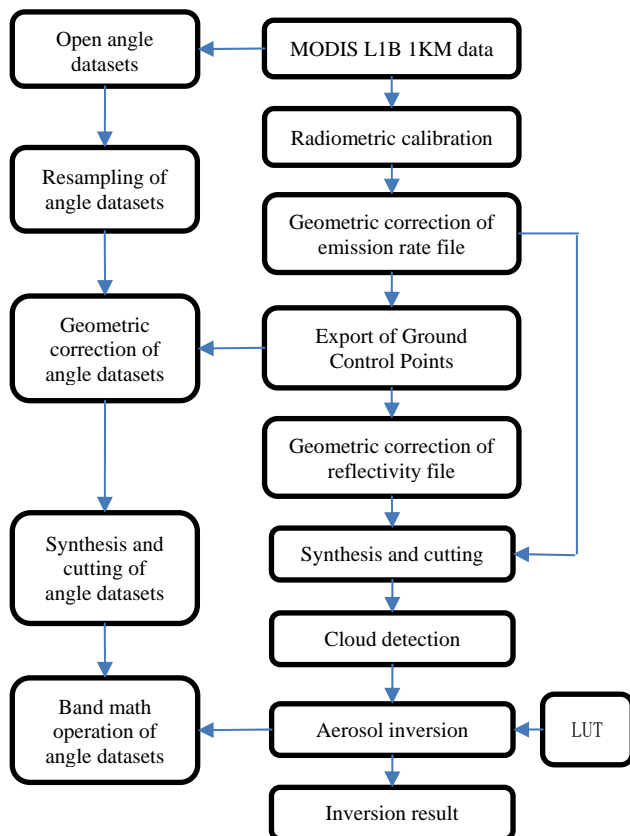 Open angle
datasets
MODIS L1B 1KM data
Radiometric calibration
Resampling of
angle datasets
Geometric correction of
emission rate file
Geometric
correction of
angle datasets
Export of Ground
Control Points
Geometric correction of
reflectivity file
Synthesis and
cutting of
angle datasets
Synthesis and cutting
Cloud detection
Band math
operation of
angle datasets
Aerosol inversion
LUT
Inversion result